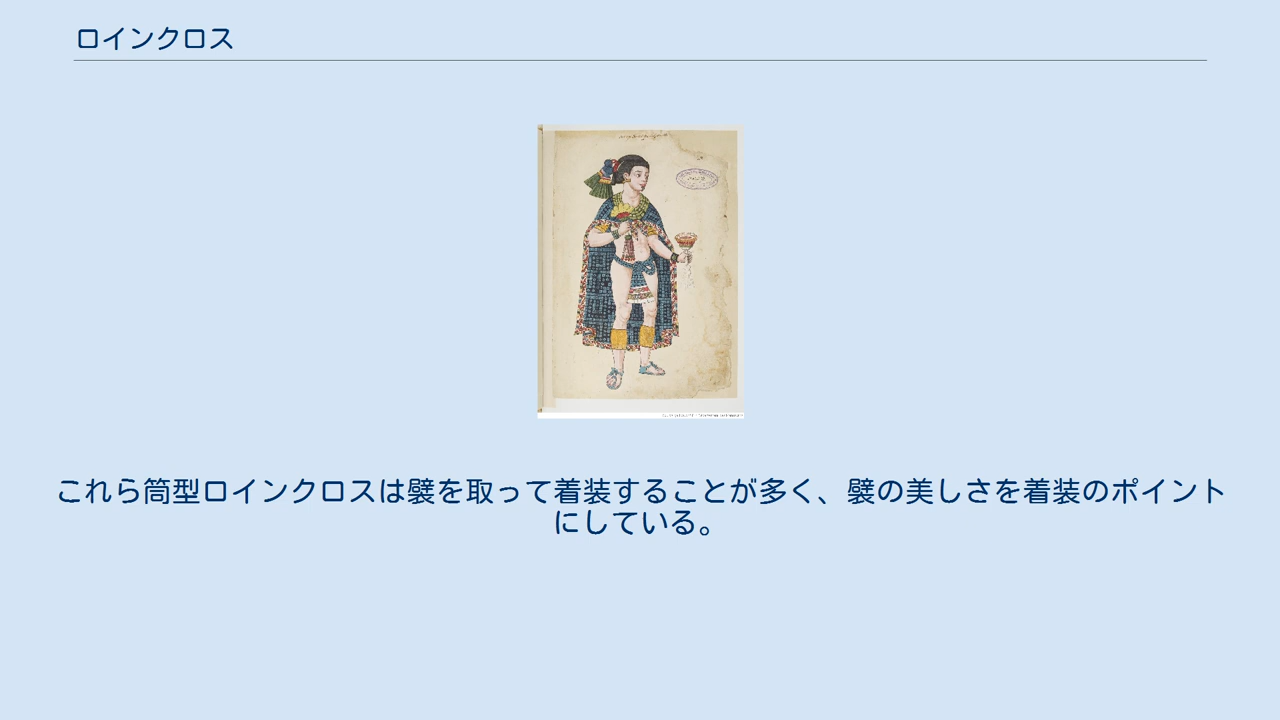 ロインクロス
これら筒型ロインクロスは襞を取って着装することが多く、襞の美しさを着装のポイント
にしている。